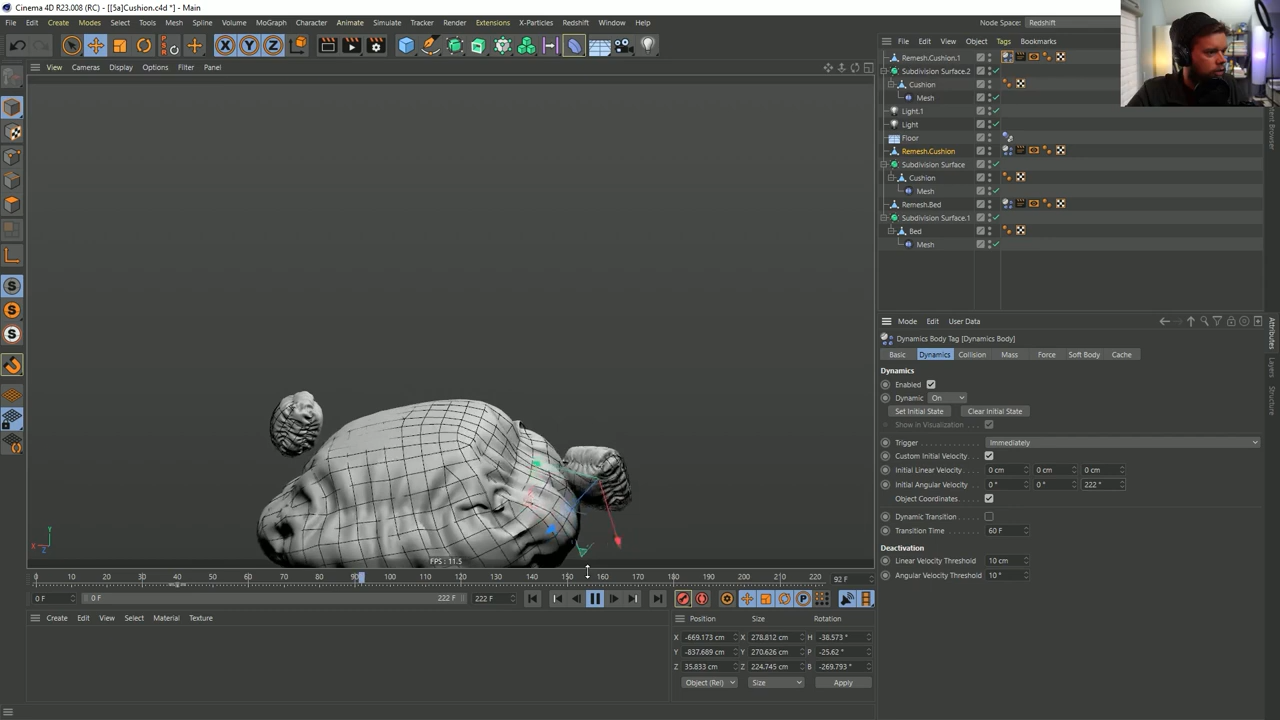 Cinema 4D R23.008 (RC) - [[5a]Cushion.c4d *] - Main
File Edit Create Modes Select Tools Mesh Spline Volume MoGraph Character Animate Simulate Tracker Render Extensions X-Particles Redshift Window Help Node Space: Redshift
File Edit View Object Tags Bookmarks
View Cameras Display Options Filter Panel
Remesh.Cushion.1
Subdivision Surface.2
Cushion
Mesh
Light.1
Light
Floor
Remesh.Cushion
Subdivision Surface
Cushion
Mesh
Remesh.Bed
Subdivision Surface.1
Bed
Mesh
Mode Edit User Data
Dynamics Body Tag [Dynamics Body]
Basic Dynamics Collision Mass Force Soft Body Cache
Dynamics
Enabled
Dynamic On
Set Initial State Clear Initial State
Show in Visualization
Trigger Immediately
Custom Initial Velocity
Initial Linear Velocity 0 cm 0 cm 0 cm
Initial Angular Velocity 0 ° 0 ° 222 °
Object Coordinates
Dynamic Transition
Transition Time 60 F
Deactivation
Linear Velocity Threshold 10 cm
Angular Velocity Threshold 10 °
Attributes
Layers
Structure
Y
X
Z
FPS : 11.5
0 10 20 30 40 50 60 70 80 90 110 120 130 140 150 160 170 180 190 200 210 220 92 F
0 F 0 F 222 F 222 F
Create Edit View Select Material Texture
Position Size Rotation
X -669.173 cm X 278.812 cm H -38.573 °
Y -837.689 cm Y 270.626 cm P -25.62 °
Z 35.833 cm Z 224.745 cm B -269.793 °
Object (Rel) Size Apply